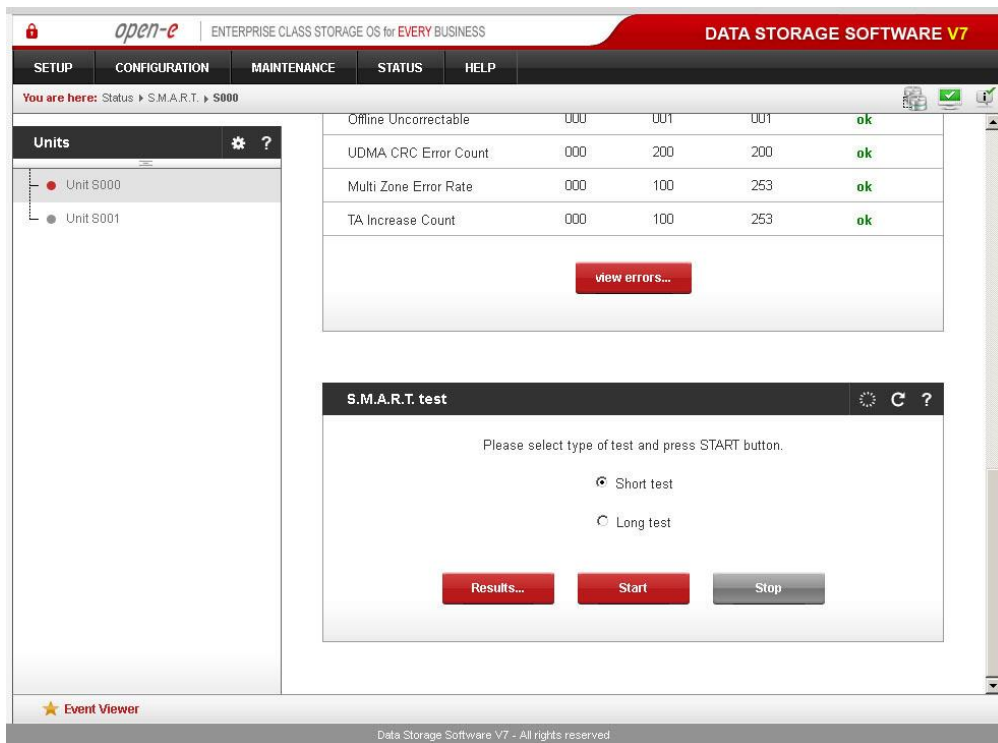 open-e ENTERPRISE CLASS STORAGE OS for EVERY BUSINESS DATA STORAGE SOFTWARE V7
SETUP CONFIGURATION MAINTENANCE STATUS HELP
You are here: Status S.M.A.R.T. S000
Units ?
Unit S000
Unit S001
Offline Uncorrectable 000 001 001 ok
UDMA CRC Error Count 000 200 200 ok
Multi Zone Error Rate 000 100 253 ok
TA Increase Count 000 100 253 ok
view errors...
S.M.A.R.T. test ?
Please select type of test and press START button.
Short test
Long test
Results... Start Stop
Event Viewer
Data Storage Software V7 - All rights reserved